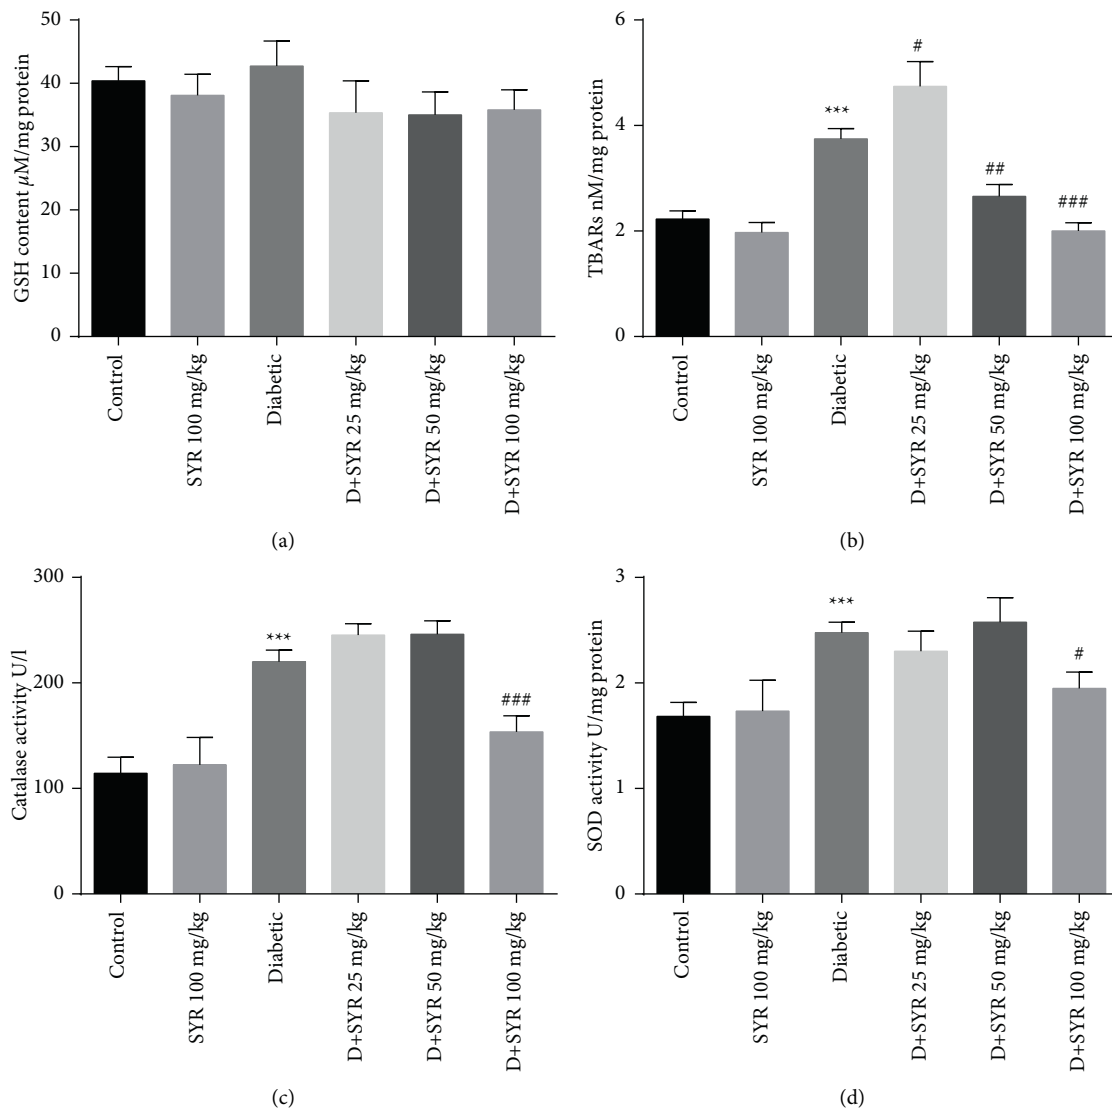 50
40
30
20
10
0
GSH content μM/mg protein
Control
SYR 100 mg/kg
Diabetic
D+SYR 25 mg/kg
D+SYR 50 mg/kg
D+SYR 100 mg/kg
(a)
6
4
2
0
TBARs nM/mg protein
***
#
##
###
Control
SYR 100 mg/kg
Diabetic
D+SYR 25 mg/kg
D+SYR 50 mg/kg
D+SYR 100 mg/kg
(b)
300
200
100
0
Catalase activity U/l
***
###
Control
SYR 100 mg/kg
Diabetic
D+SYR 25 mg/kg
D+SYR 50 mg/kg
D+SYR 100 mg/kg
(c)
3
2
1
0
SOD activity U/mg protein
***
#
Control
SYR 100 mg/kg
Diabetic
D+SYR 25 mg/kg
D+SYR 50 mg/kg
D+SYR 100 mg/kg
(d)